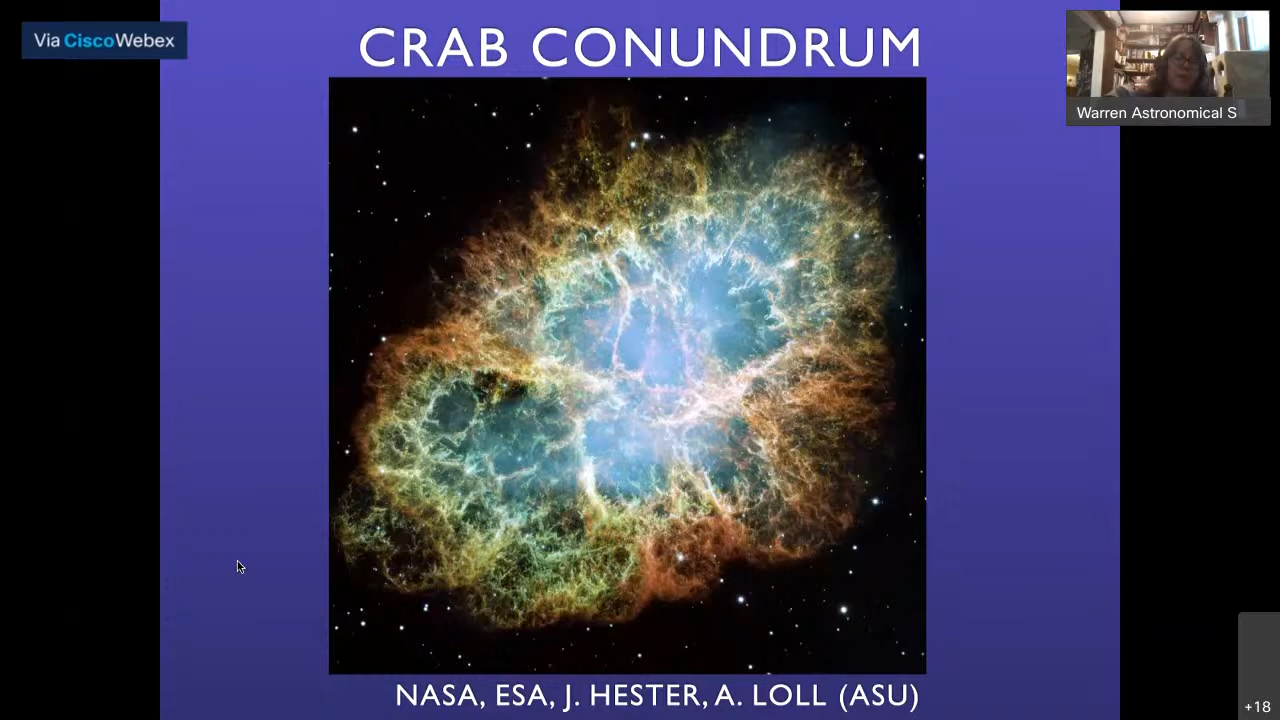 Via CiscoWebex
CRAB CONUNDRUM
Warren Astronomical S
NASA, ESA, J. HESTER, A. LOLL (ASU)
+18